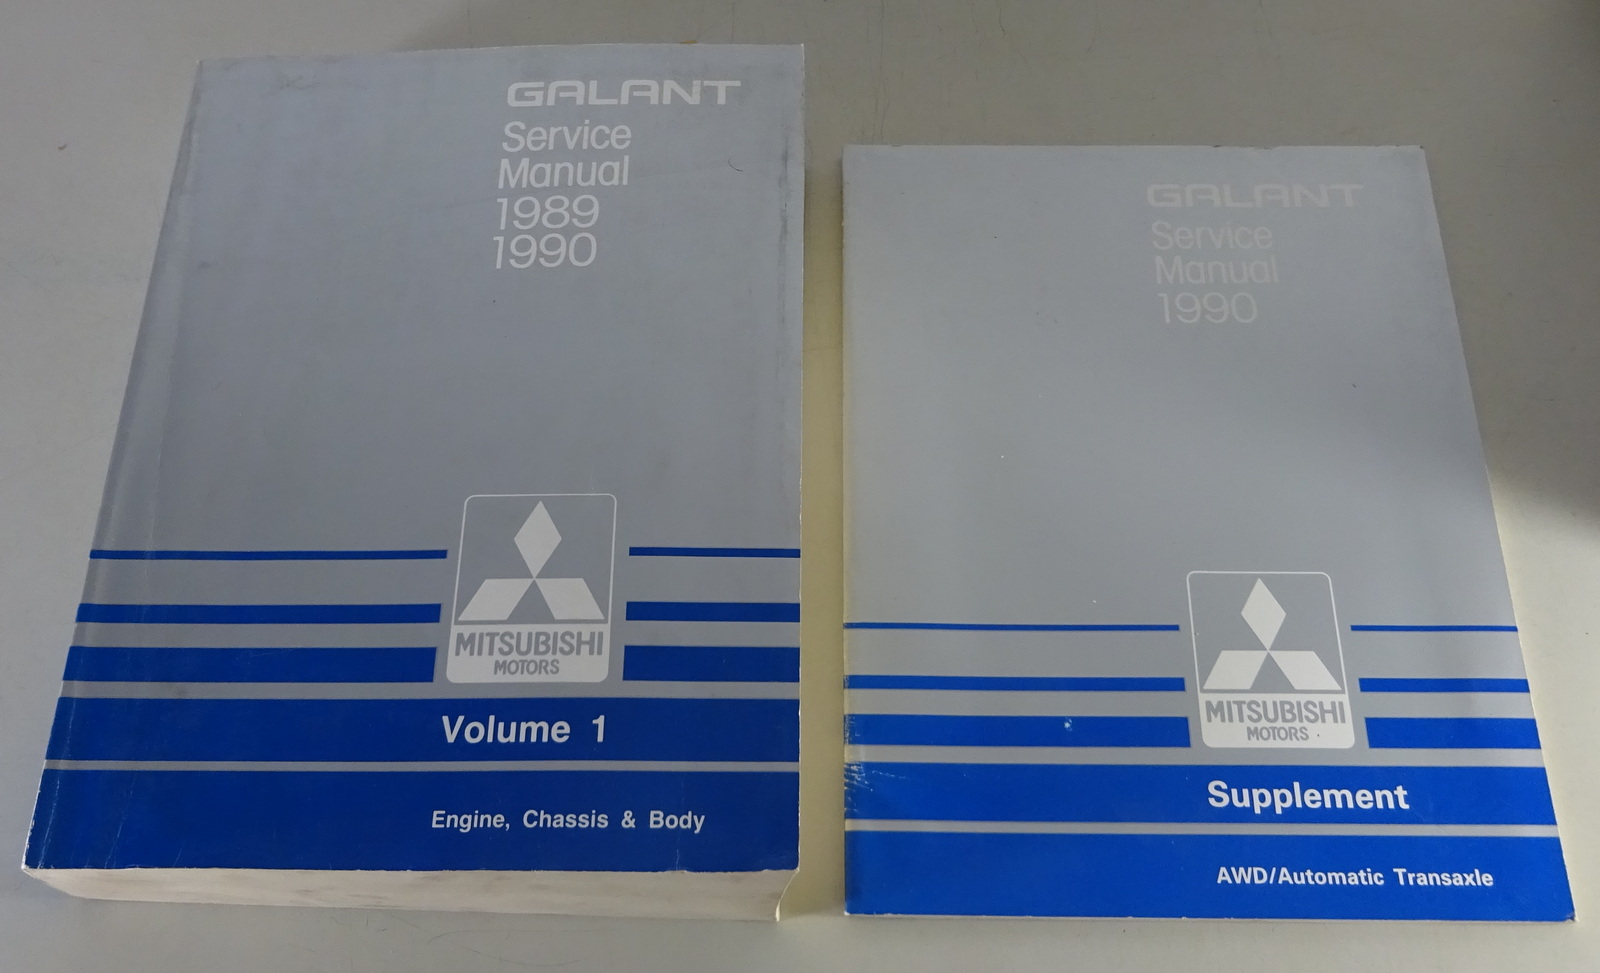 GALANT
Service
Manual
1989
1990
MITSUBISHI
MOTORS
Volume 1
Engine, Chassis & Body
GALANT
Service
Manual
1990
MITSUBISHI
MOTORS
Supplement
AWD/Automatic Transaxle